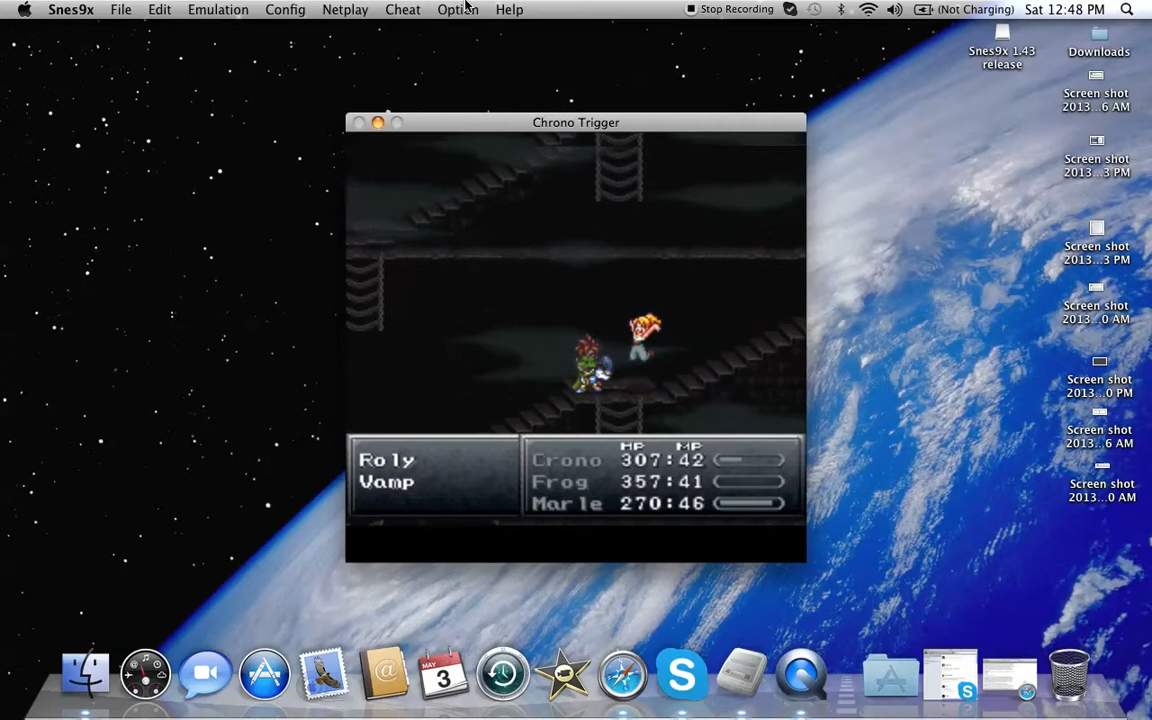 Snes9x File Edit Emulation Config Netplay Cheat Option Help Stop Recording (Not Charging) Sat 12:48 PM
Snes9x 1.43
release
Downloads
Screen shot
2013...6 AM
Screen shot
2013...3 PM
Screen shot
2013...3 PM
Screen shot
2013...0 AM
Screen shot
2013...0 PM
Screen shot
2013...6 AM
Screen shot
2013...0 AM
Chrono Trigger
HP MP
Roly Crono 307:42
Vamp Frog 357:41
Marle 270:46
MAY
3